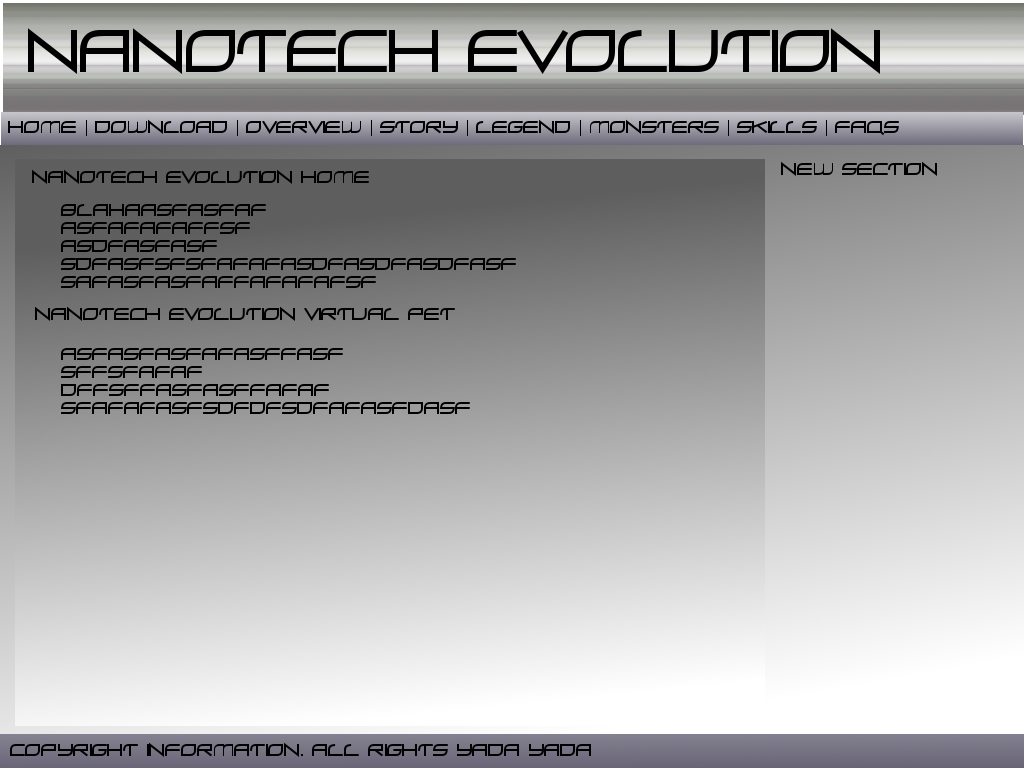 NANOTECH EVOLUTION
HOME | DOWNLOAD | OVERVIEW | STORY | LEGEND | MONSTERS | SKILLS | FAQS
NANOTECH EVOLUTION HOME
NEW SECTION
BLAHAASFASFAF
ASFAFAFAFFSF
ASDFASFASF
SDFASFSFSFAFAFASDFASDFASDFASF
SAFASFASFAFFAFAFAFAFSF
NANOTECH EVOLUTION VIRTUAL PET
ASFASFASFAFASFFASF
SFFSFAFAF
DFFSFFASFASFFAFAF
SFAFAFASFSDFDFSDFAFASFDASF
COPYRIGHT INFORMATION. ALL RIGHTS YADA YADA